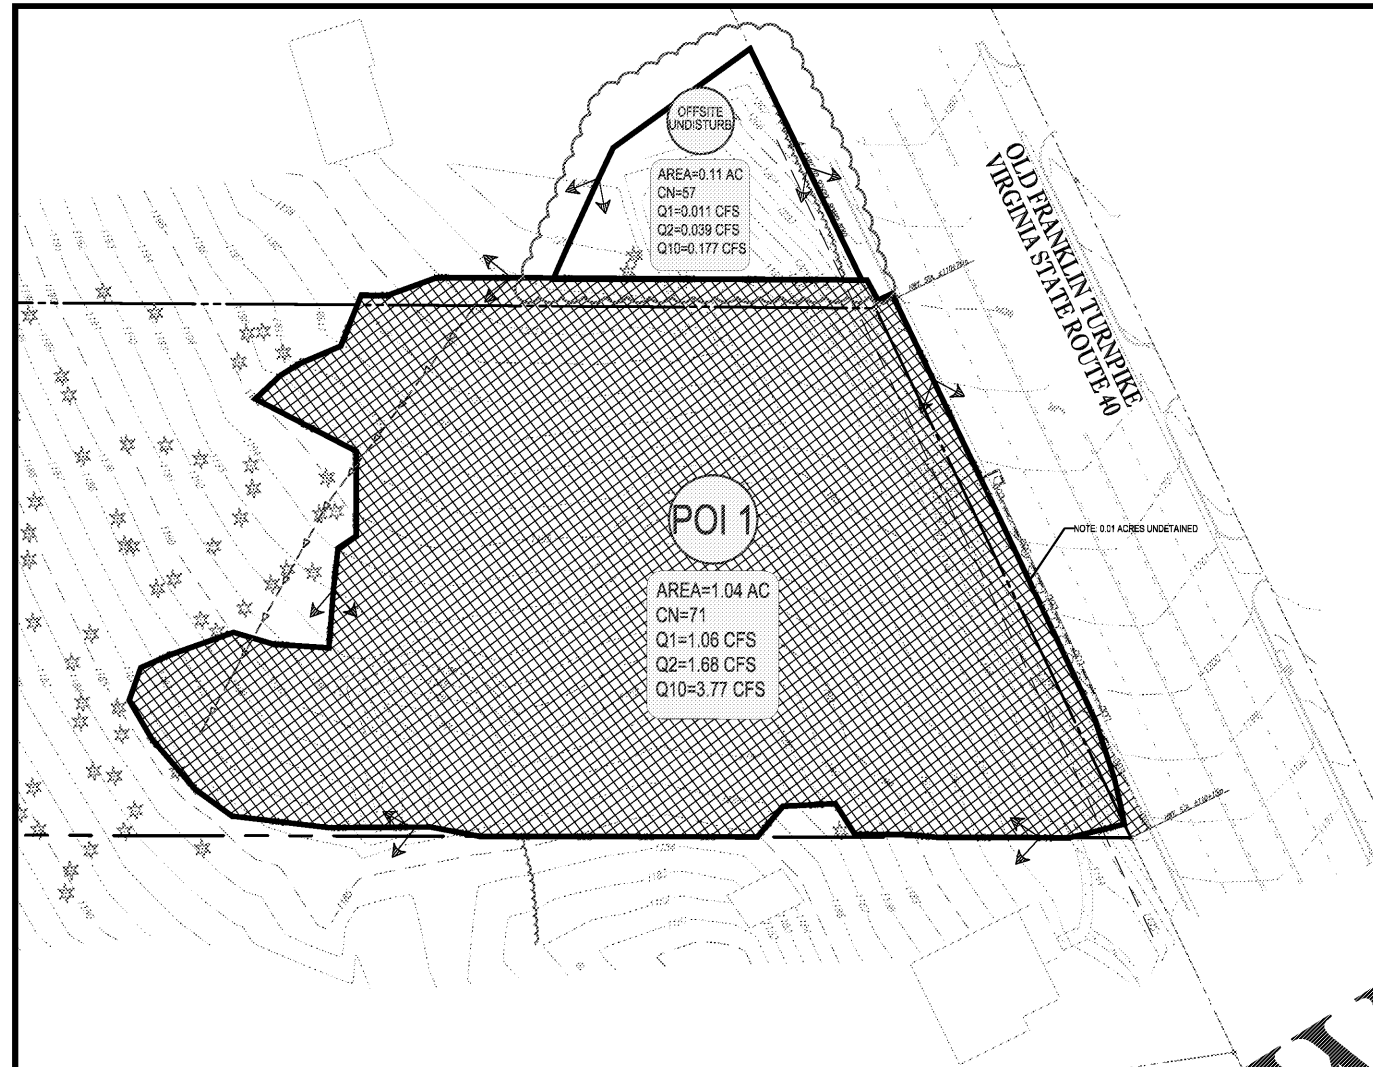 OFFSITE
UNDISTURB
AREA=0.11 AC
CN=57
Q1=0.011 CFS
Q2=0.039 CFS
Q10=0.177 CFS
OLD FRANKLIN TURNPIKE
VIRGINIA STATE ROUTE 40
POI 1
NOTE: 0.01 ACRES UNDETAINED
AREA=1.04 AC
CN=71
Q1=1.06 CFS
Q2=1.68 CFS
Q10=3.77 CFS